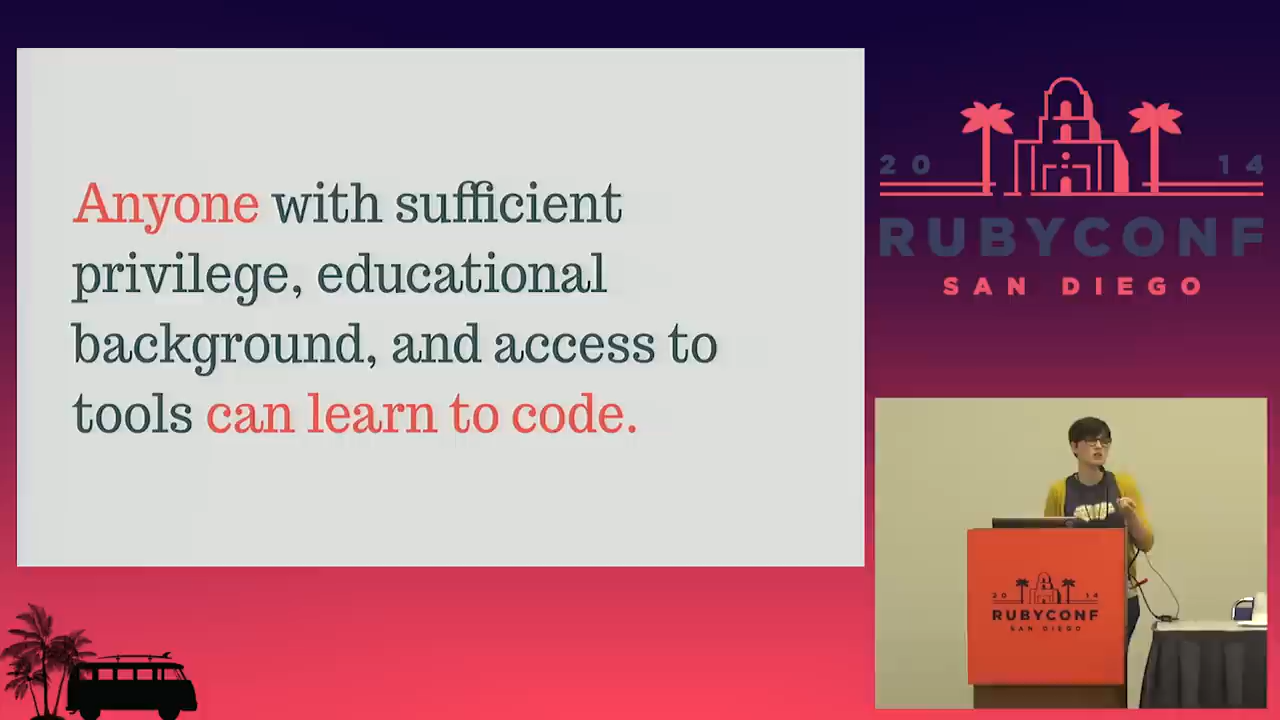 Anyone with sufficient
privilege, educational
background, and access to
tools can learn to code.
20 14
RUBYCONF
SAN DIEGO
20 14
RUBYCONF
SAN DIEGO